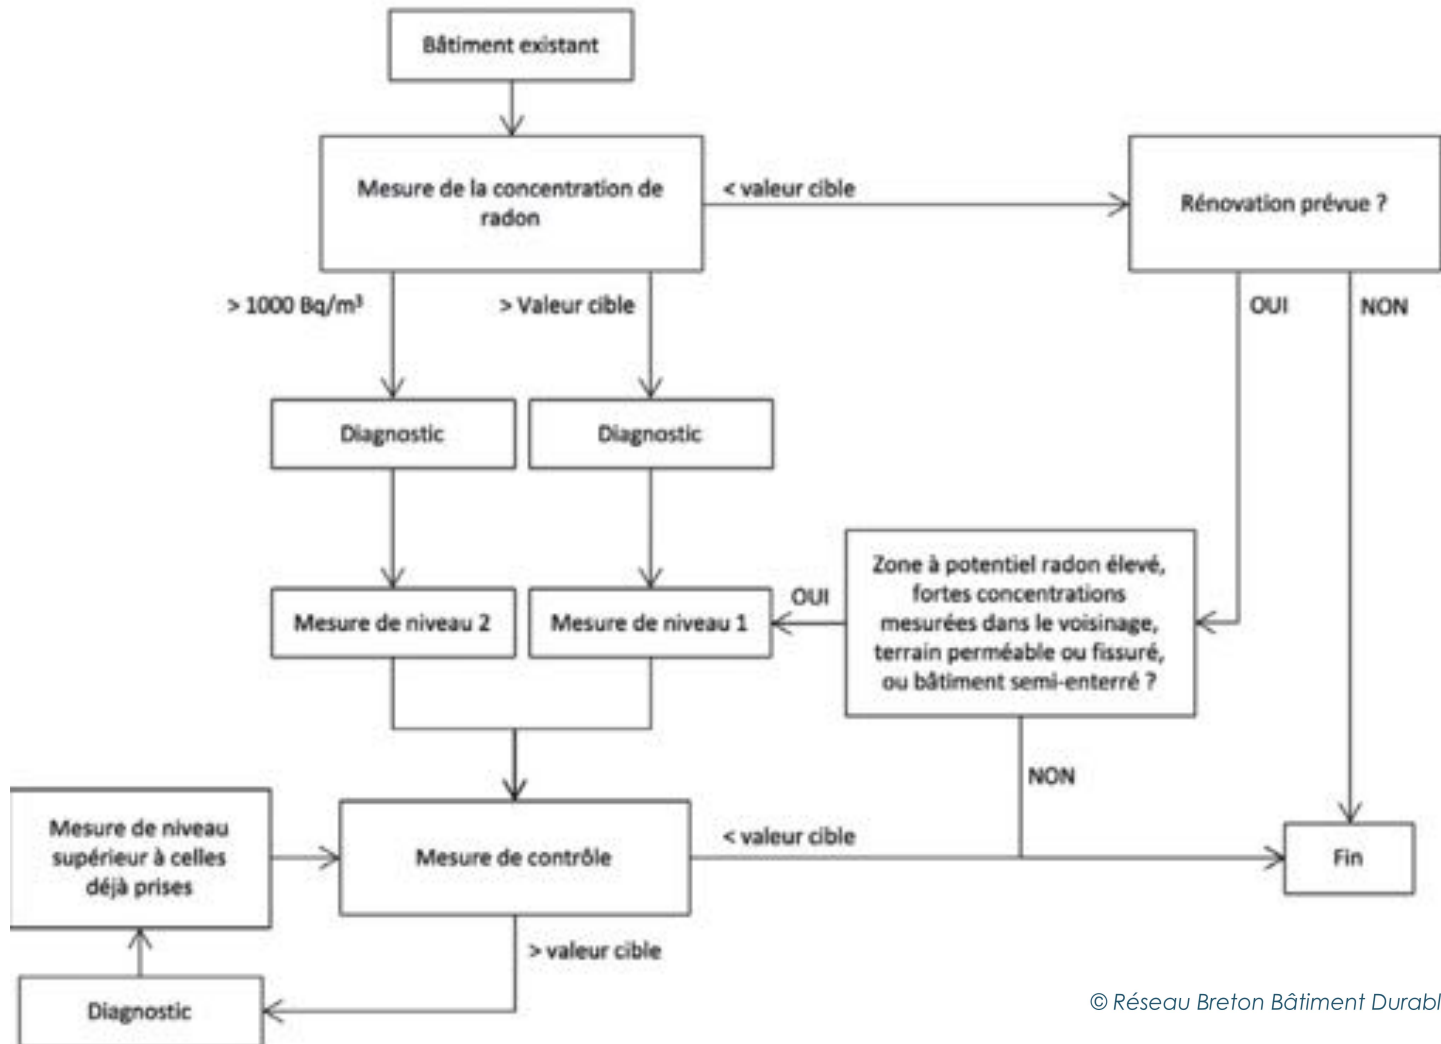 Bâtiment existant
Mesure de la concentration de
radon
< valeur cible
Rénovation prévue ?
> 1000 Bq/m³
> Valeur cible
OUI
NON
Diagnostic
Diagnostic
Zone à potentiel radon élevé,
fortes concentrations
mesurées dans le voisinage,
terrain perméable ou fissuré,
ou bâtiment semi-enterré ?
OUI
Mesure de niveau 2
Mesure de niveau 1
NON
Mesure de niveau
supérieur à celles
déjà prises
Mesure de contrôle
< valeur cible
Fin
> valeur cible
Diagnostic
© Réseau Breton Bâtiment Durabl